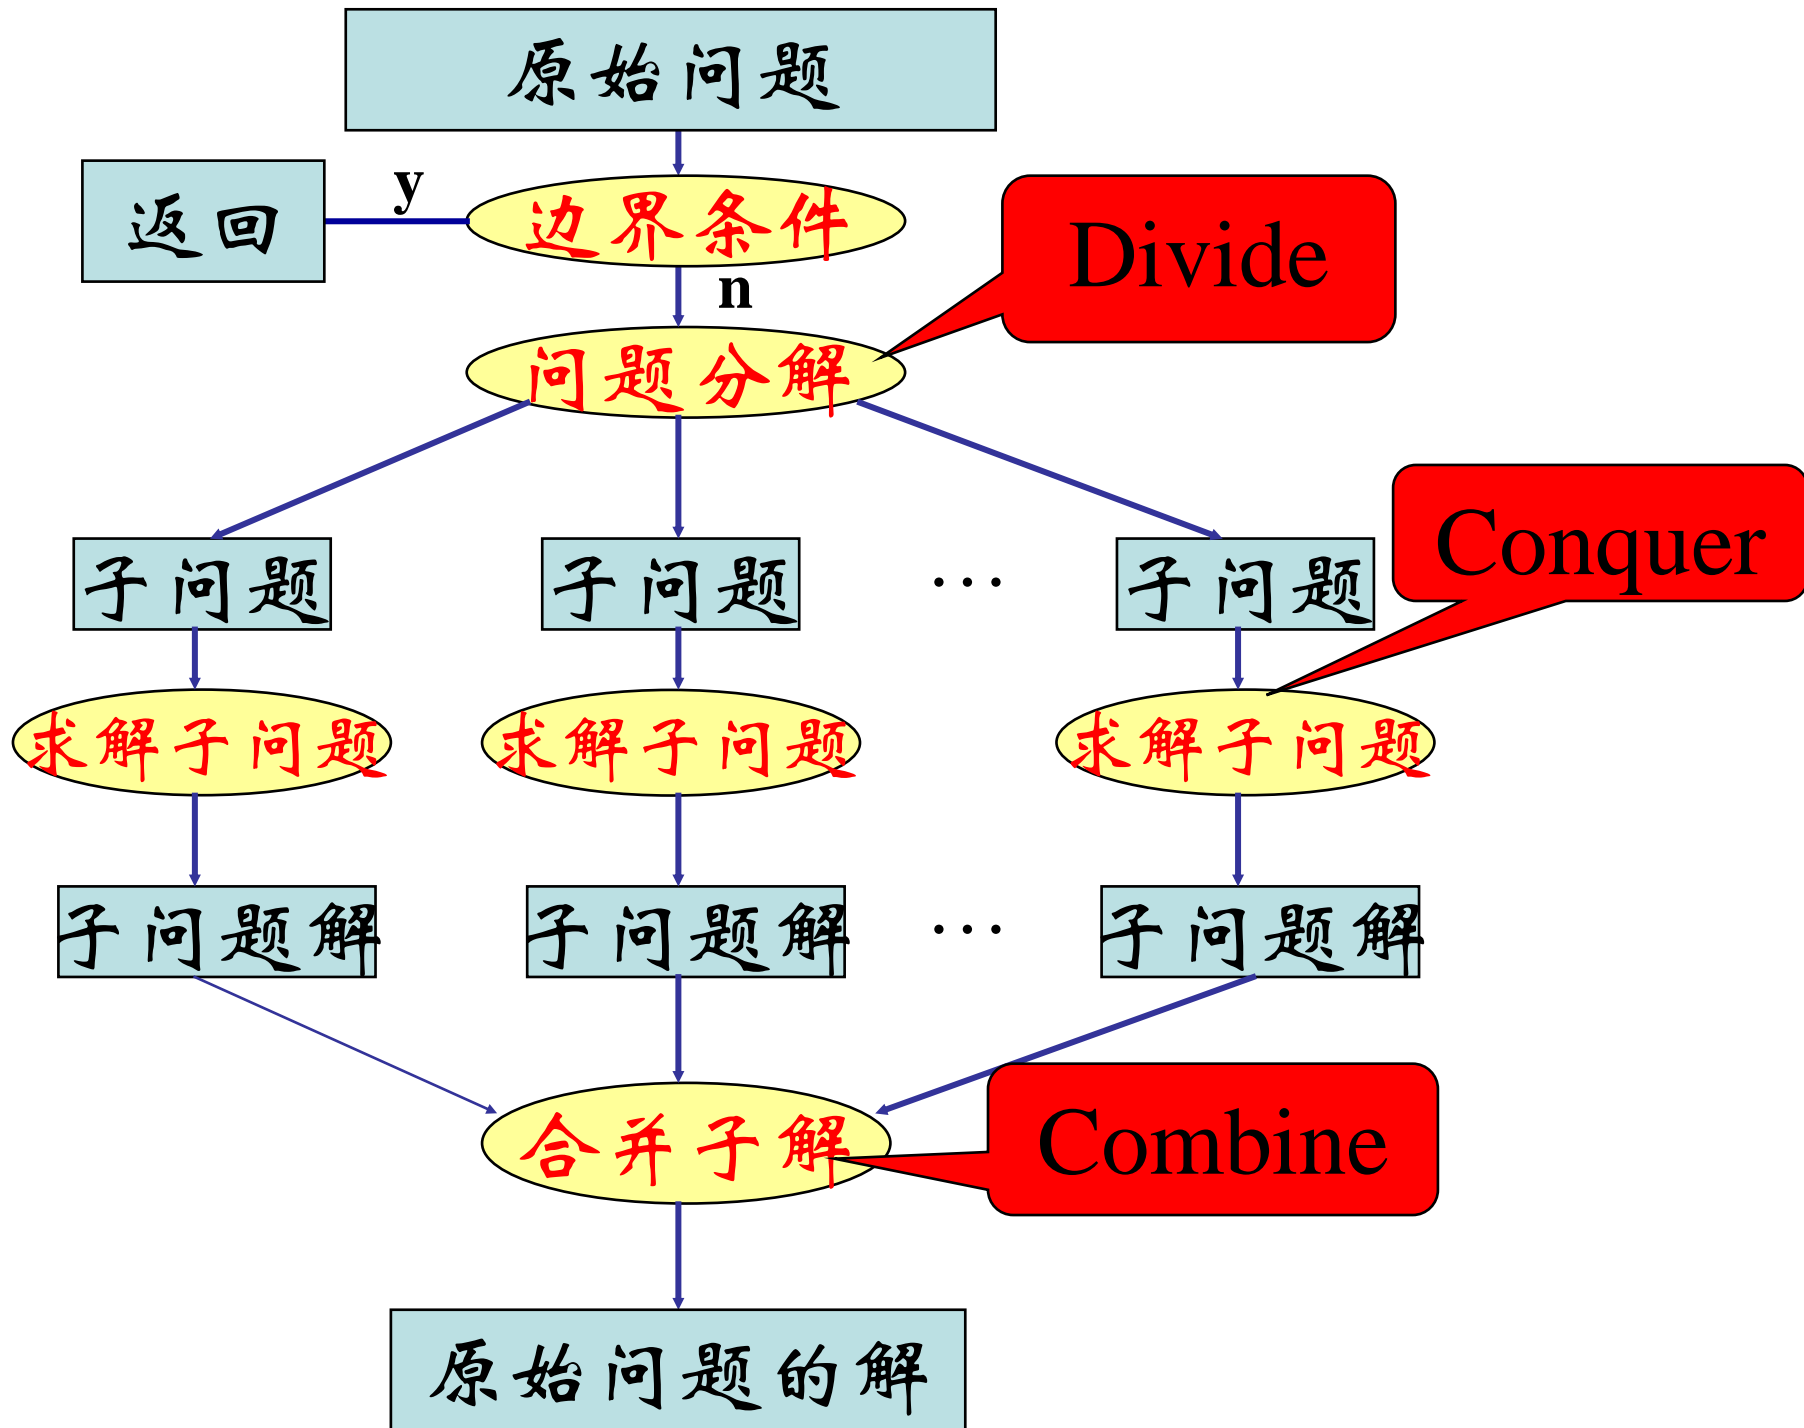 原始问题
返回
y
边界条件
Divide
n
问题分解
子问题
子问题
...
子问题
Conquer
求解子问题
求解子问题
求解子问题
子问题解
子问题解
...
子问题解
合并子解
Combine
原始问题的解